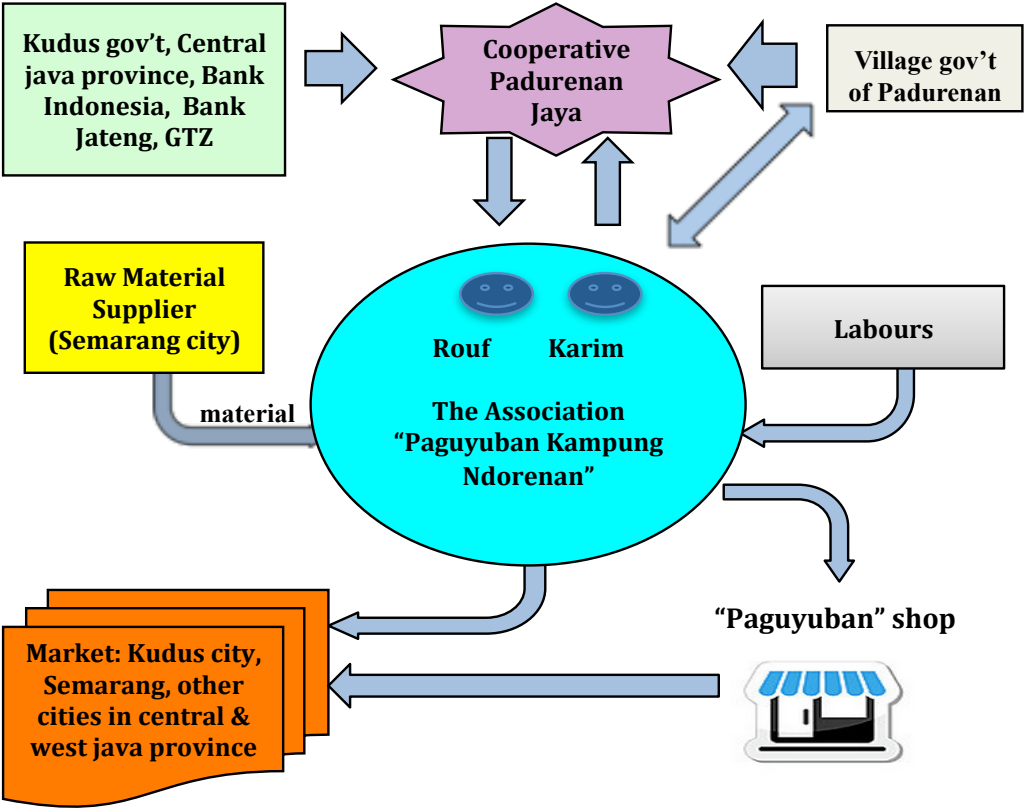 Kudus gov't, Central
java province, Bank
Indonesia,  Bank
Jateng, GTZ
Cooperative
Padurenan
Jaya
Village gov't
of Padurenan
Raw Material
Supplier
(Semarang city)
material
Rouf
Karim
The Association
“Paguyuban Kampung
Ndorenan”
Labours
“Paguyuban” shop
Market: Kudus city,
Semarang, other
cities in central &
west java province